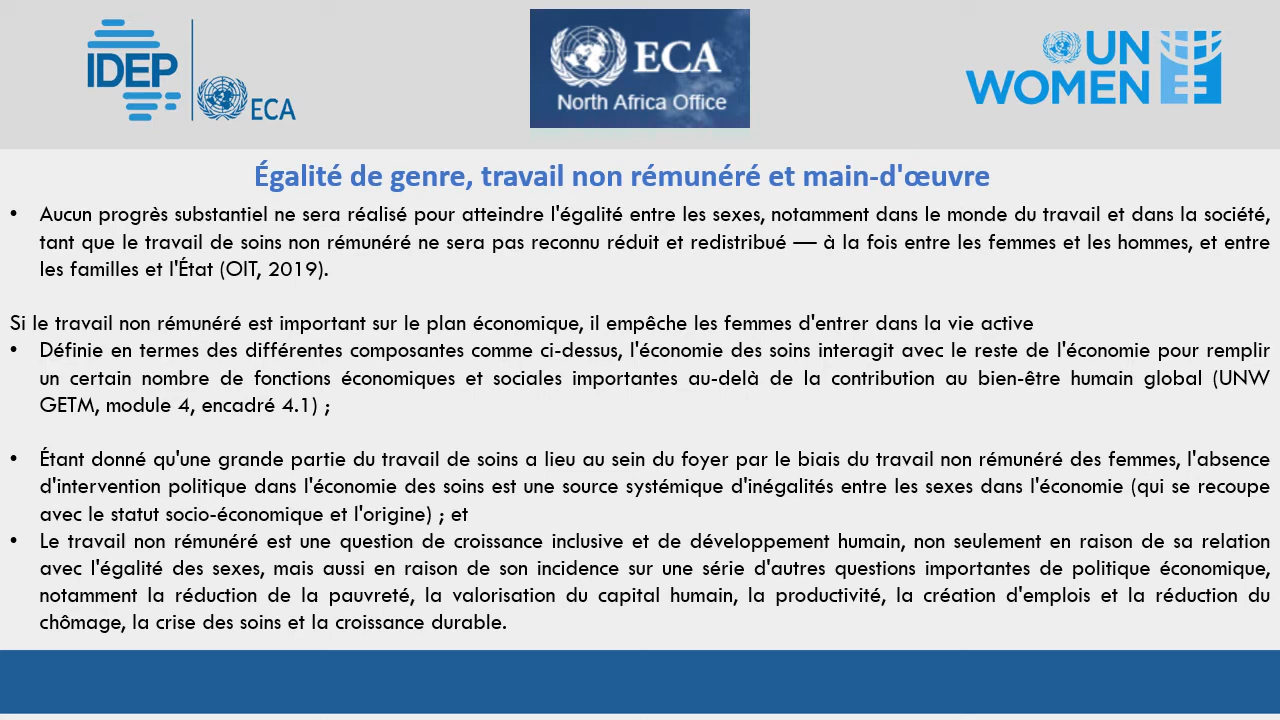 IDEP
ECA
ECA
North Africa Office
UN
WOMEN
Égalité de genre, travail non rémunéré et main-d'œuvre
• Aucun progrès substantiel ne sera réalisé pour atteindre l'égalité entre les sexes, notamment dans le monde du travail et dans la société,
tant que le travail de soins non rémunéré ne sera pas reconnu réduit et redistribué — à la fois entre les femmes et les hommes, et entre
les familles et l'État (OIT, 2019).
Si le travail non rémunéré est important sur le plan économique, il empêche les femmes d'entrer dans la vie active
• Définie en termes des différentes composantes comme ci-dessus, l'économie des soins interagit avec le reste de l'économie pour remplir
un certain nombre de fonctions économiques et sociales importantes au-delà de la contribution au bien-être humain global (UNW
GETM, module 4, encadré 4.1) ;
• Étant donné qu'une grande partie du travail de soins a lieu au sein du foyer par le biais du travail non rémunéré des femmes, l'absence
d'intervention politique dans l'économie des soins est une source systémique d'inégalités entre les sexes dans l'économie (qui se recoupe
avec le statut socio-économique et l'origine) ; et
• Le travail non rémunéré est une question de croissance inclusive et de développement humain, non seulement en raison de sa relation
avec l'égalité des sexes, mais aussi en raison de son incidence sur une série d'autres questions importantes de politique économique,
notamment la réduction de la pauvreté, la valorisation du capital humain, la productivité, la création d'emplois et la réduction du
chômage, la crise des soins et la croissance durable.